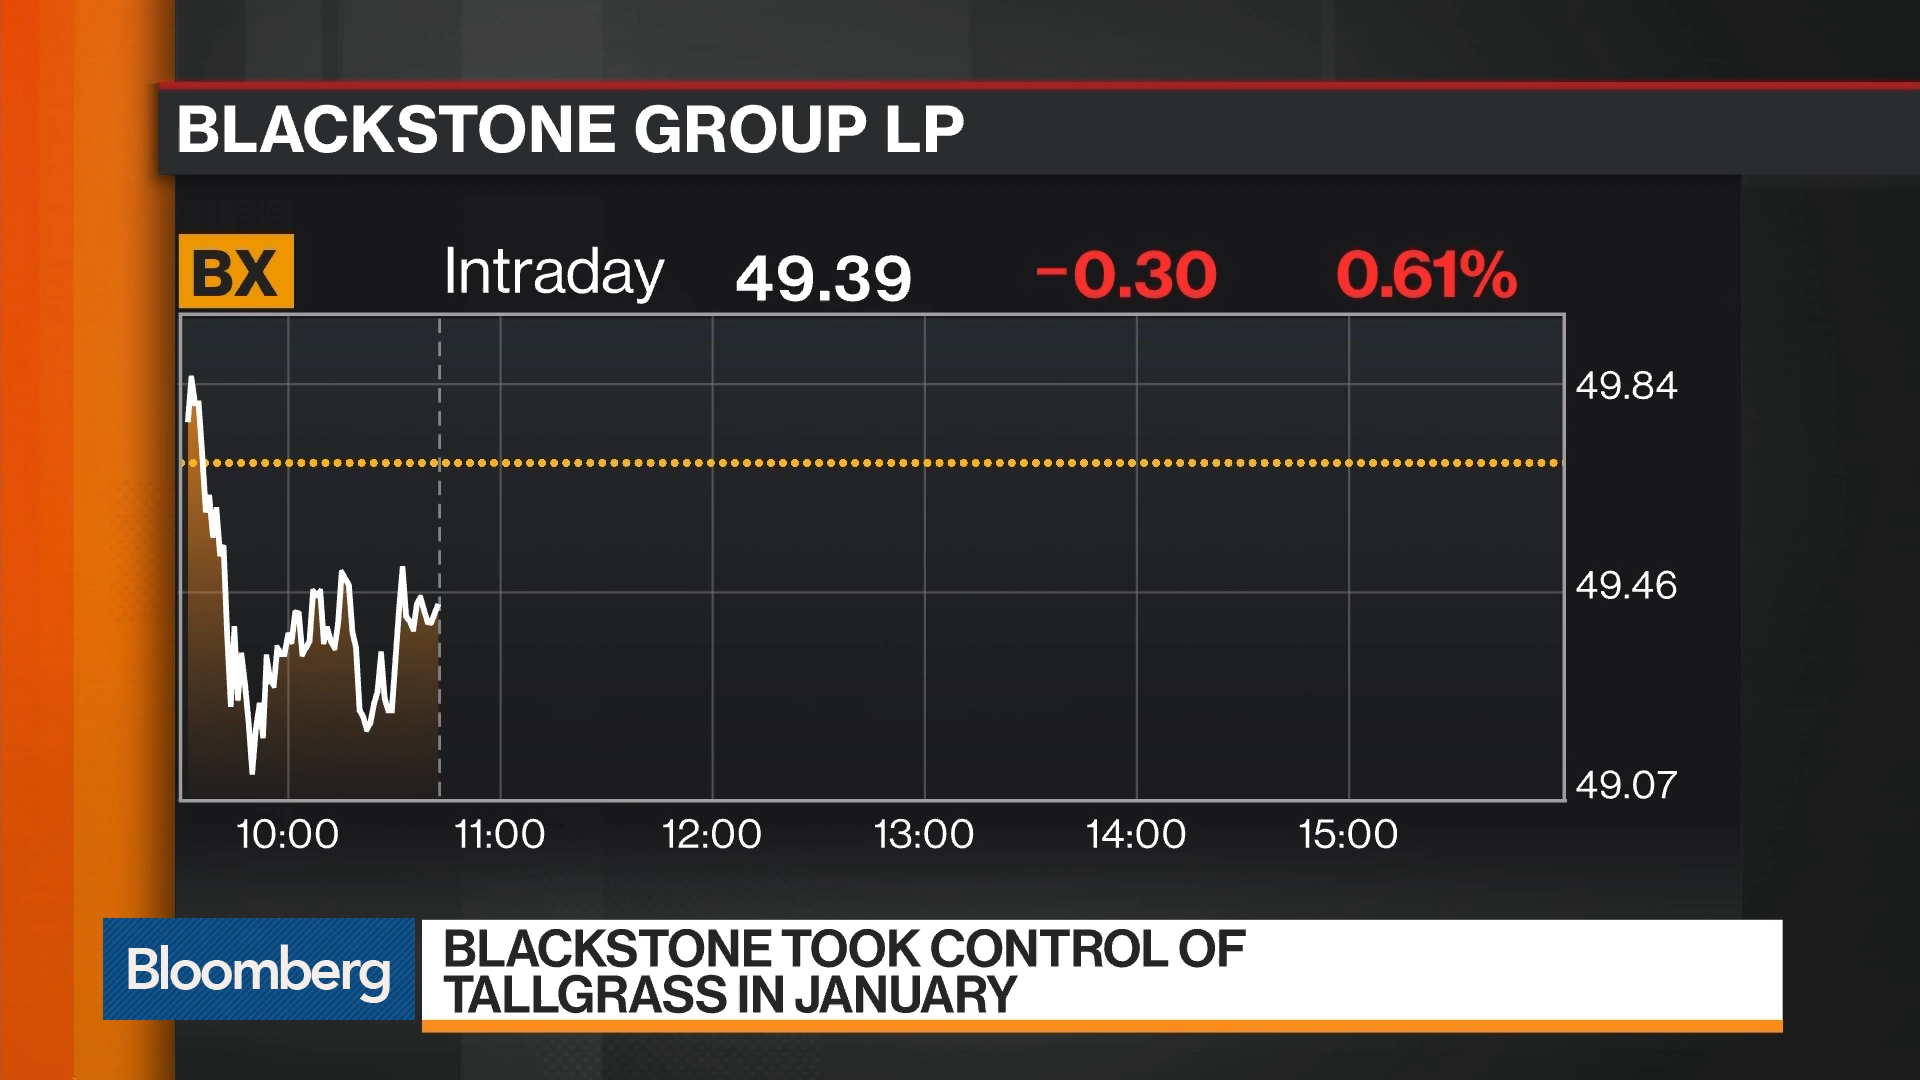 BLACKSTONE GROUP LP
BX Intraday 49.39 -0.30 0.61%
49.84
49.46
49.07
10:00 11:00 12:00 13:00 14:00 15:00
Bloomberg
BLACKSTONE TOOK CONTROL OF
TALLGRASS IN JANUARY